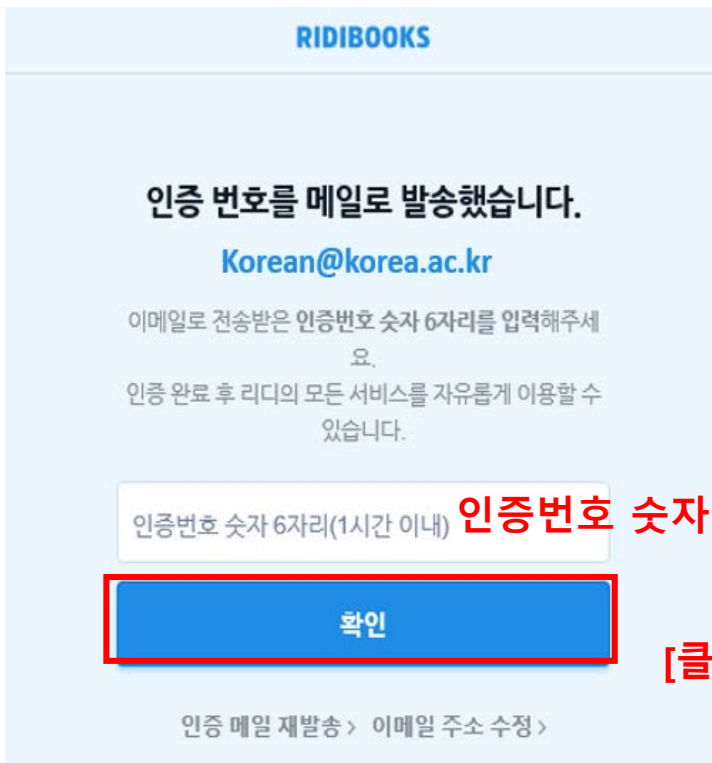 RIDIBOOKS
인증 번호를 메일로 발송했습니다.
Korean@korea.ac.kr
이메일로 전송받은 인증번호 숫자 6자리를 입력해주세
요.
인증 완료 후 리디의 모든 서비스를 자유롭게 이용할 수
있습니다.
인증번호 숫자 6자리(1시간 이내) 인증번호 숫자
확인
[클
인증 메일 재발송 > 이메일 주소 수정 >